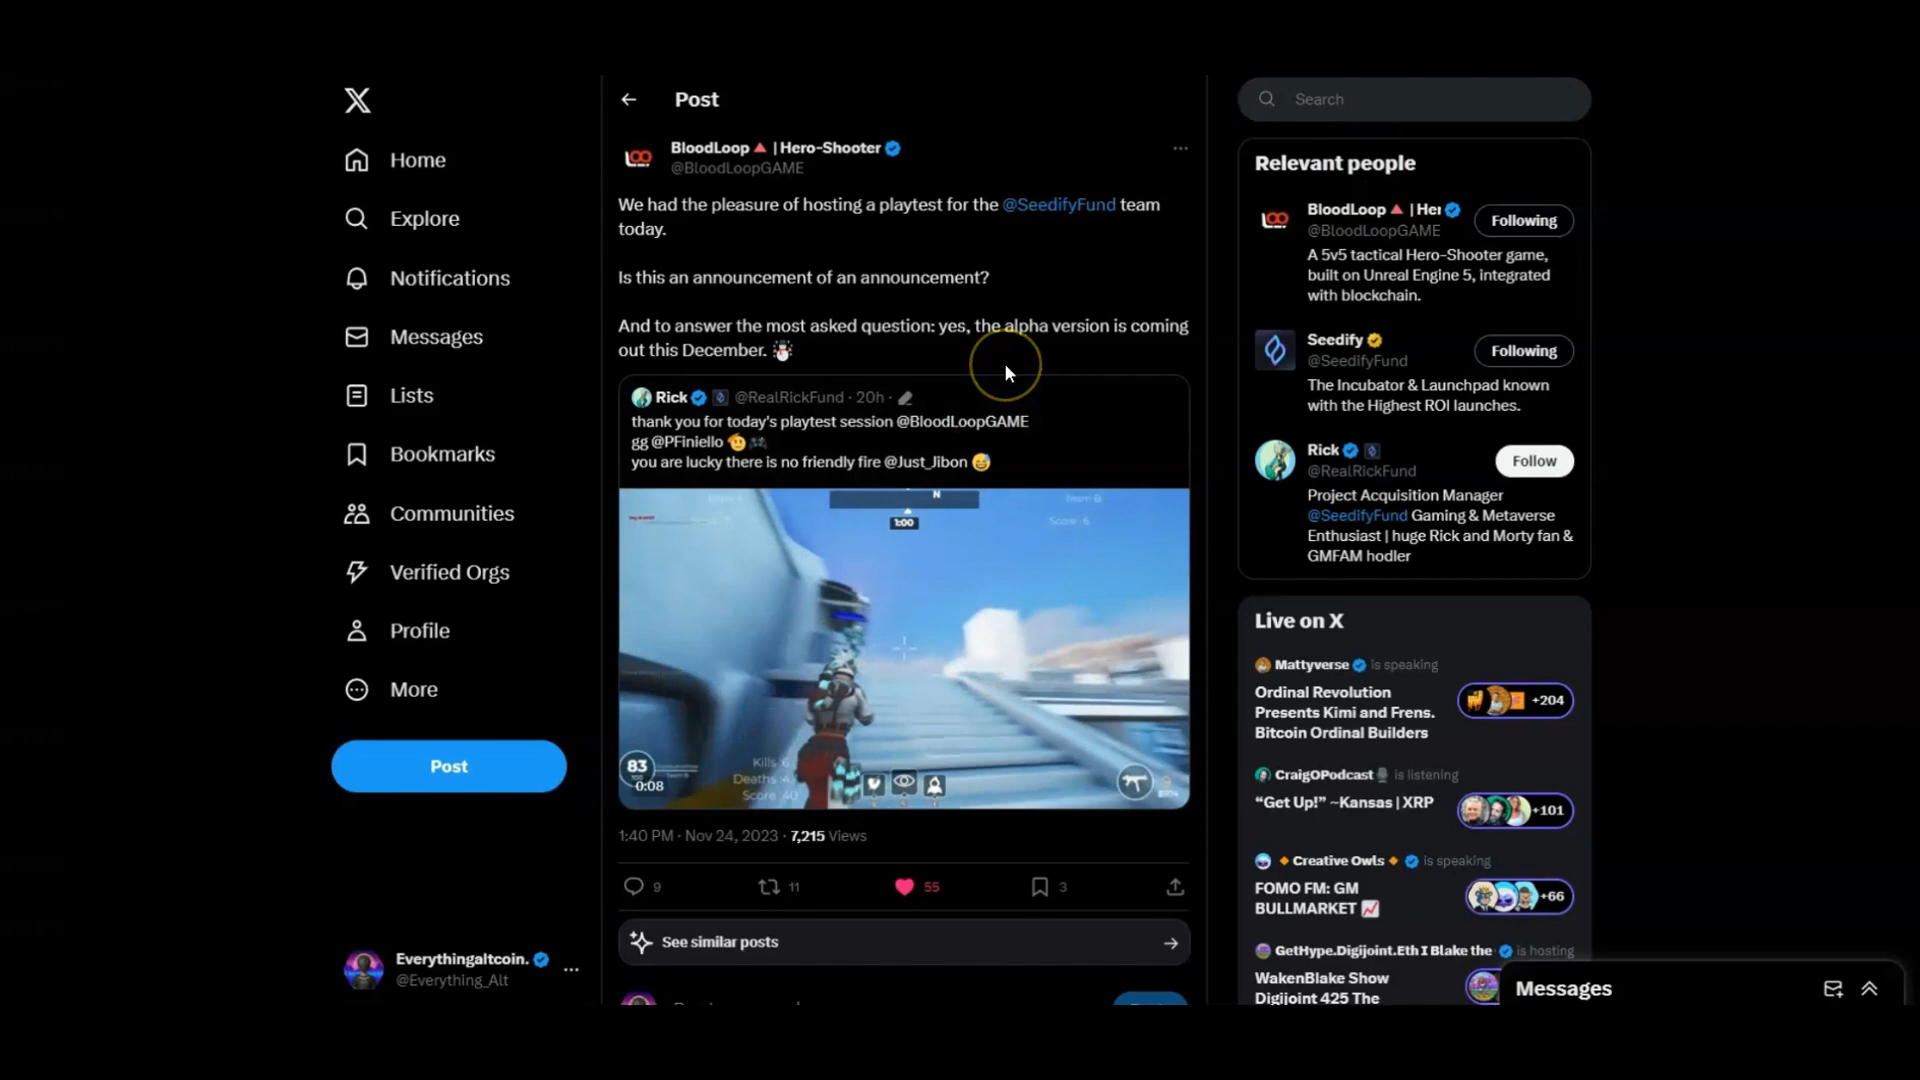 Home
Explore
Notifications
Messages
Lists
Bookmarks
Communities
Verified Orgs
Profile
More
Post
Everythingaltcoin.
@Everything_Alt
Post
BloodLoop 🔺 | Hero-Shooter
@BloodLoopGAME
We had the pleasure of hosting a playtest for the @SeedifyFund team
today.
Is this an announcement of an announcement?
And to answer the most asked question: yes, the alpha version is coming
out this December. ☃️
Rick @RealRickFund · 20h ·
thank you for today's playtest session @BloodLoopGAME
gg @PFiniello 🫡🎮
you are lucky there is no friendly fire @Just_Jibon 😅
N
Team B
1:00
Score: 6
83
100
0:08
Team B
Kills: 6
Deaths: 4
Score: 40
1:40 PM · Nov 24, 2023 · 7,215 Views
9
11
55
3
See similar posts
Search
Relevant people
BloodLoop 🔺 | Her
@BloodLoopGAME
Following
A 5v5 tactical Hero-Shooter game,
built on Unreal Engine 5, integrated
with blockchain.
Seedify
@SeedifyFund
Following
The Incubator & Launchpad known
with the Highest ROI launches.
Rick
@RealRickFund
Follow
Project Acquisition Manager
@SeedifyFund Gaming & Metaverse
Enthusiast | huge Rick and Morty fan &
GMFAM hodler
Live on X
Mattyverse is speaking
Ordinal Revolution
Presents Kimi and Frens.
Bitcoin Ordinal Builders
+204
CraigOPodcast🎙️ is listening
“Get Up!” ~Kansas | XRP
+101
🔸 Creative Owls 🔸 is speaking
FOMO FM: GM
BULLMARKET 📈
+66
GetHype.Digijoint.Eth I Blake the is hosting
WakenBlake Show
Digijoint 425 The
Messages